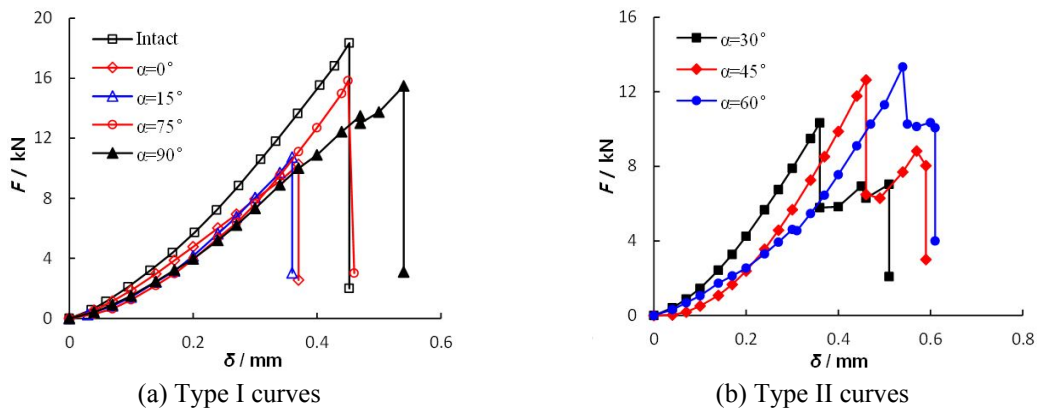 20
16
12
8
4
0
F / kN
Intact
α=0°
α=15°
α=75°
α=90°
0
0.2
0.4
0.6
δ / mm
(a) Type I curves
16
12
8
4
0
F / kN
α=30°
α=45°
α=60°
0
0.2
0.4
0.6
0.8
δ / mm
(b) Type II curves